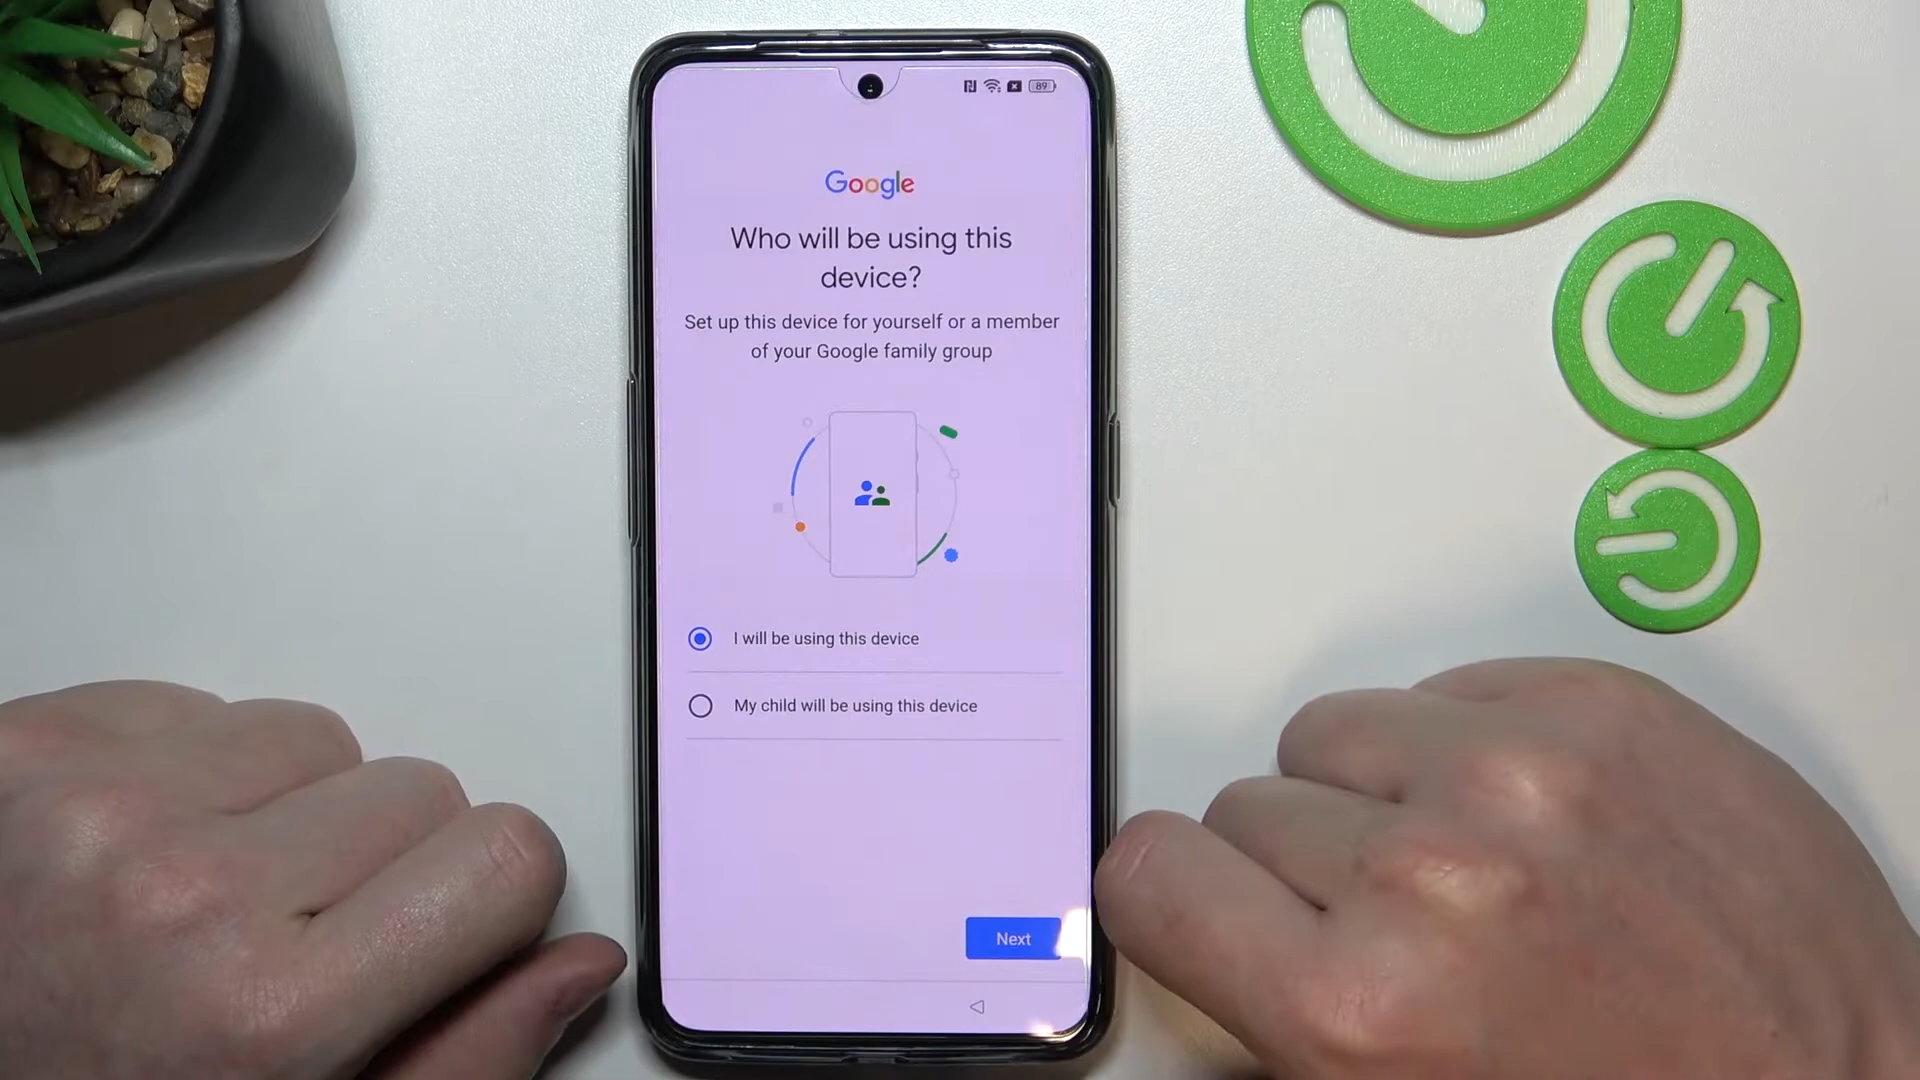 89
Google
Who will be using this
device?
Set up this device for yourself or a member
of your Google family group
I will be using this device
My child will be using this device
Next